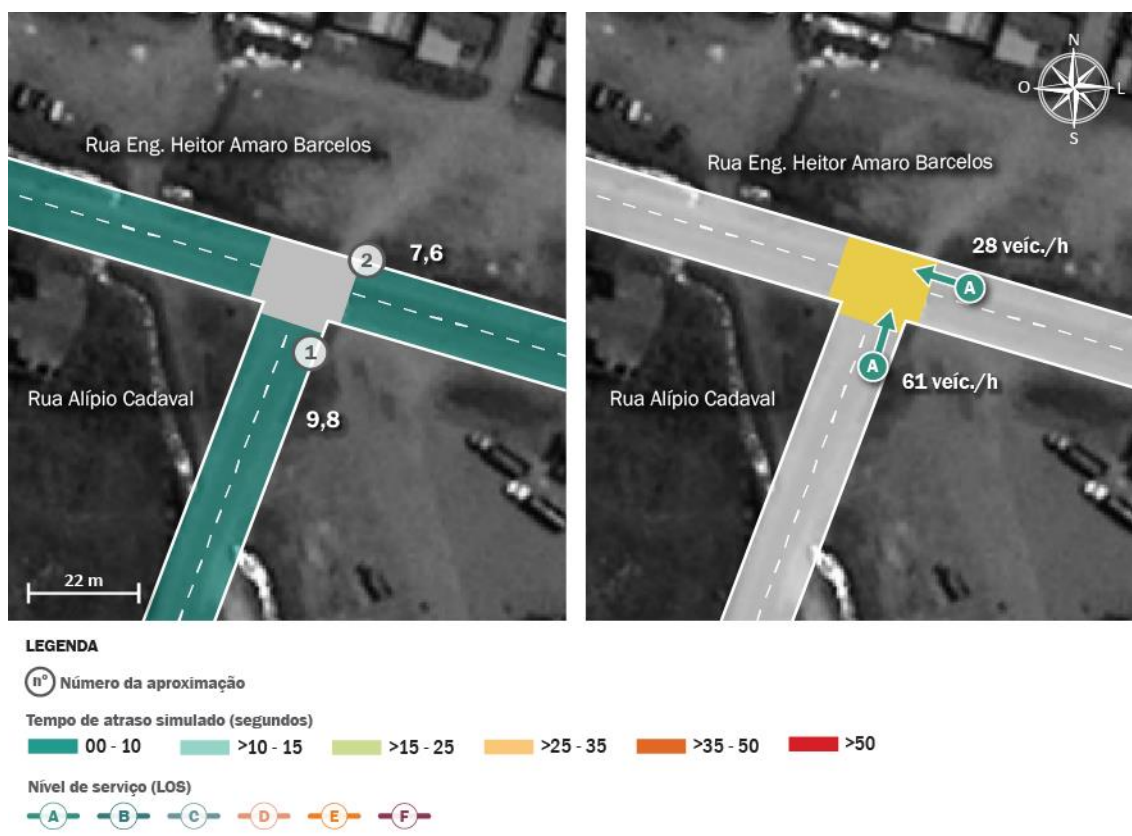 Rua Eng. Heitor Amaro Barcelos
2
7,6
1
Rua Alípio Cadaval
9,8
22 m
N
O
L
S
Rua Eng. Heitor Amaro Barcelos
28 veíc./h
A
A
61 veíc./h
Rua Alípio Cadaval
LEGENDA
nº Número da aproximação
Tempo de atraso simulado (segundos)
00 - 10 >10 - 15 >15 - 25 >25 - 35 >35 - 50 >50
Nível de serviço (LOS)
A B C D E F